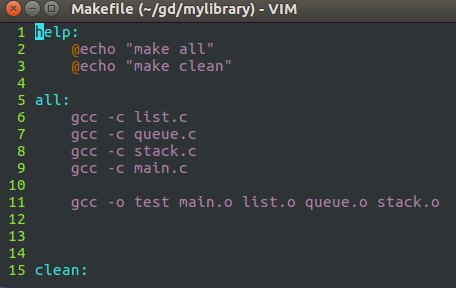 Makefile (~/gd/mylibrary) - VIM
1 help:
2     @echo "make all"
3     @echo "make clean"
4
5 all:
6     gcc -c list.c
7     gcc -c queue.c
8     gcc -c stack.c
9     gcc -c main.c
10
11     gcc -o test main.o list.o queue.o stack.o
12
13
14
15 clean: